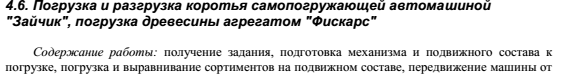 4.6. Погрузка и разгрузка коротья самопогружающей автомашиной
"Зайчик", погрузка древесины агрегатом "Фискарс"
Содержание работы: получение задания, подготовка механизма и подвижного состава к
погрузке, погрузка и выравнивание сортиментов на подвижном составе, передвижение машины от